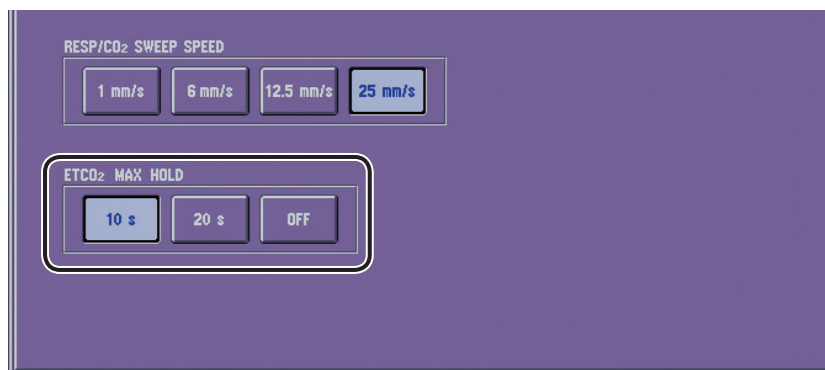 RESP/CO₂ SWEEP SPEED
1 mm/s 6 mm/s 12.5 mm/s 25 mm/s
ETCO₂ MAX HOLD
10 s 20 s OFF